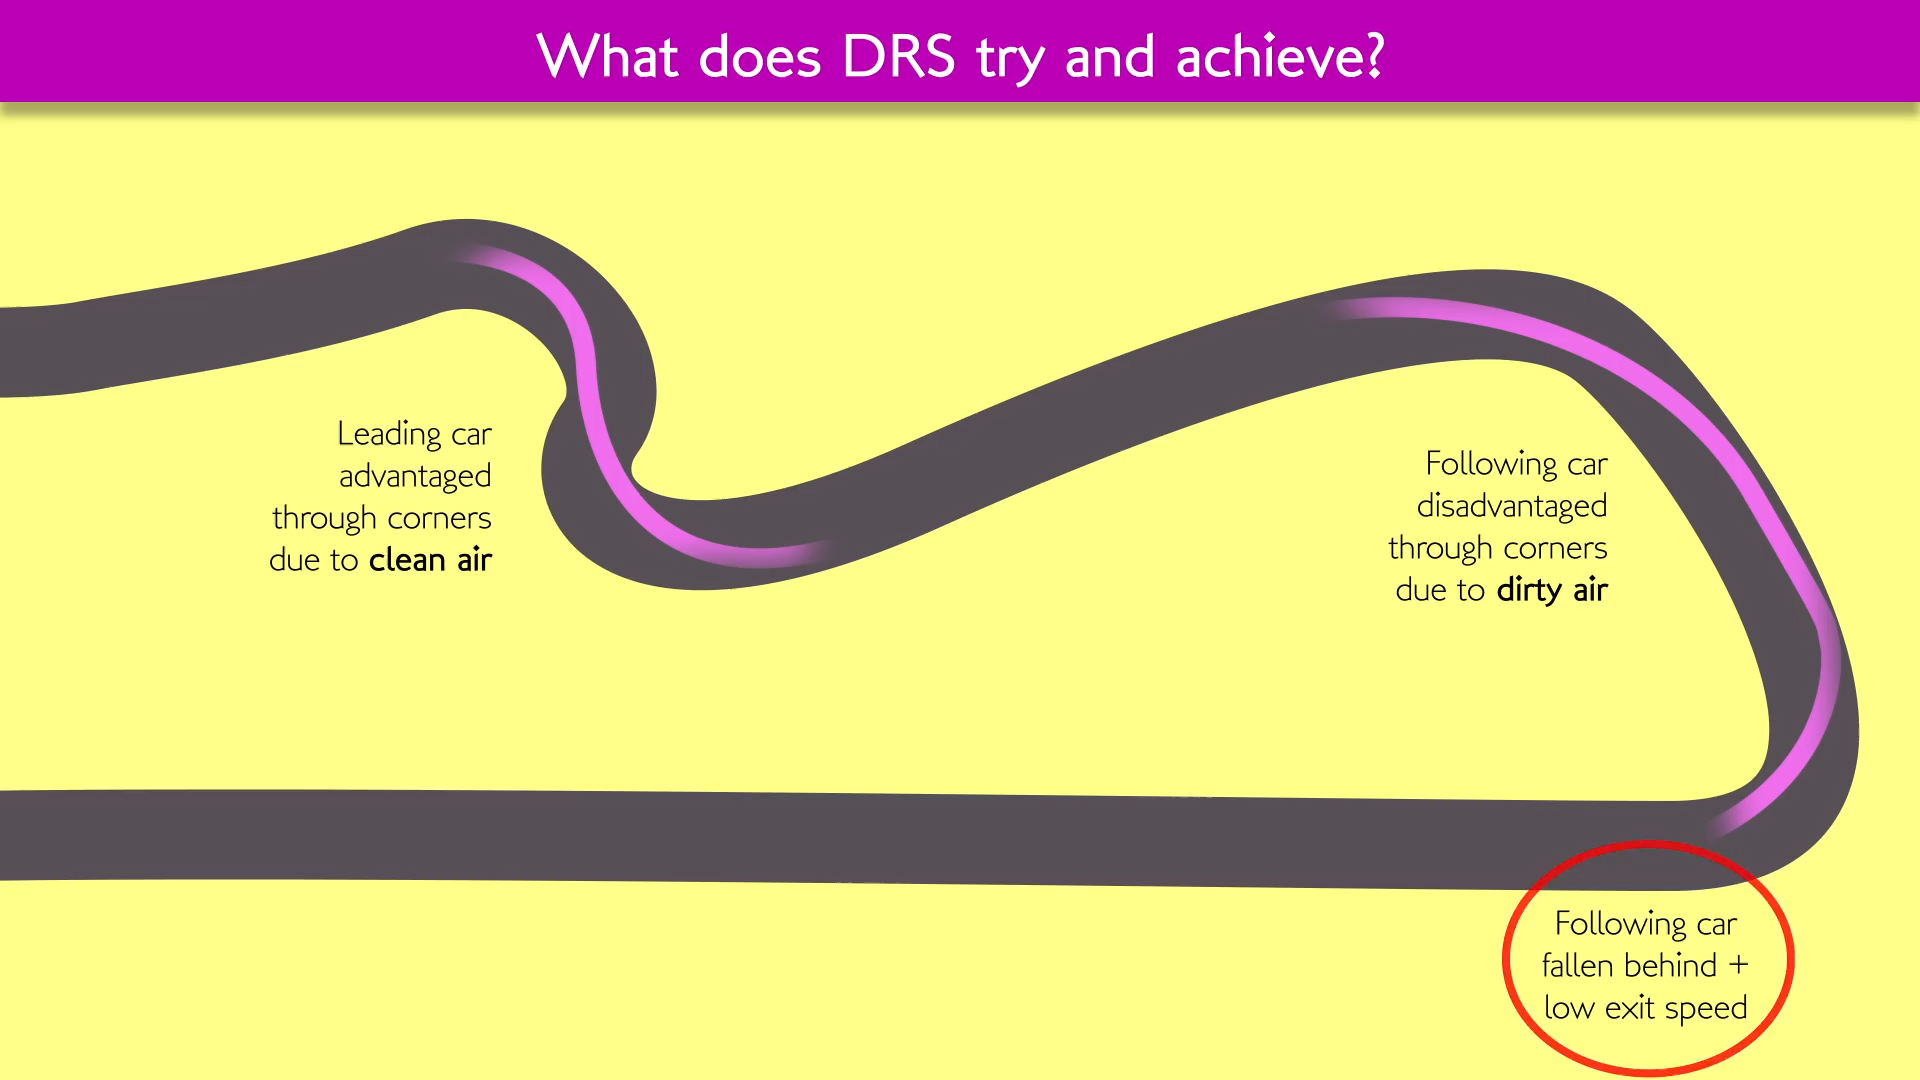 What does DRS try and achieve?
Leading car
advantaged
through corners
due to clean air
Following car
disadvantaged
through corners
due to dirty air
Following car
fallen behind +
low exit speed